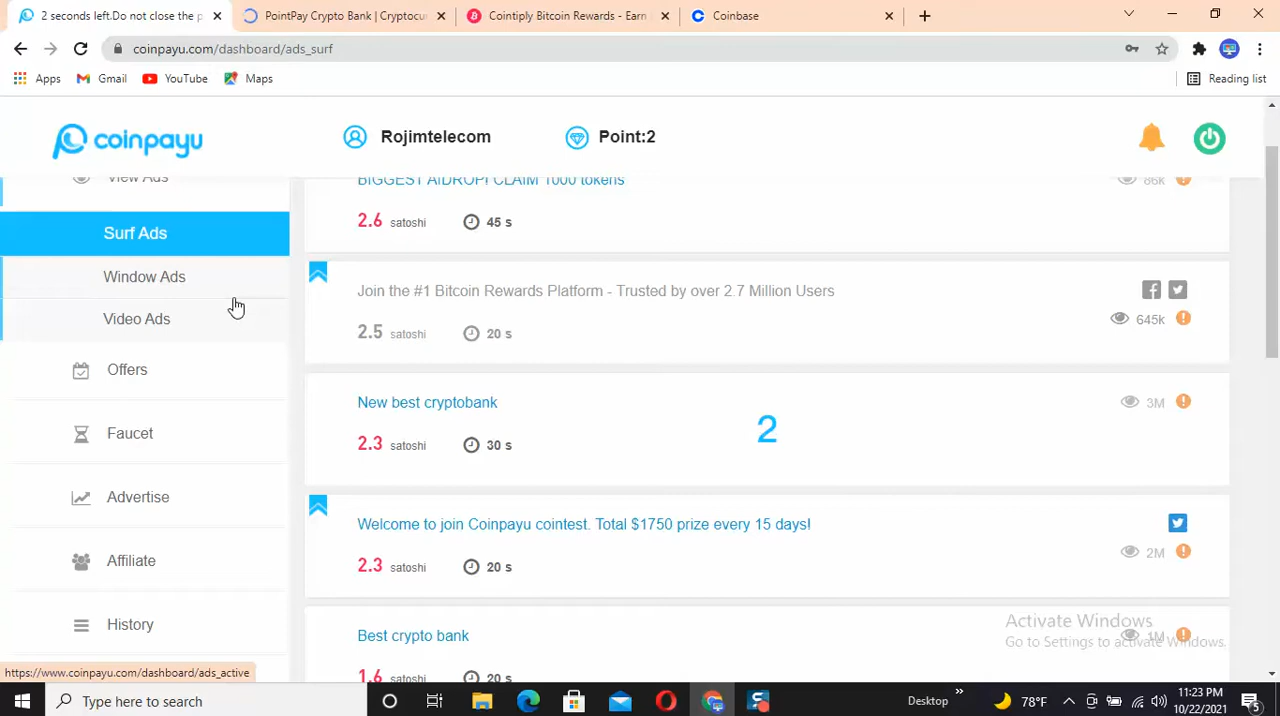 2 seconds left.Do not close the p
PointPay Crypto Bank | Cryptocu
Cointiply Bitcoin Rewards - Earn
Coinbase
coinpayu.com/dashboard/ads_surf
Apps
Gmail
YouTube
Maps
Reading list
coinpayu
Rojimtelecom
Point:2
View Ads
Surf Ads
Window Ads
Video Ads
Offers
Faucet
Advertise
Affiliate
History
BIGGEST AIDROP! CLAIM 1000 tokens
86k
2.6 satoshi 45 s
Join the #1 Bitcoin Rewards Platform - Trusted by over 2.7 Million Users
2.5 satoshi 20 s
645k
New best cryptobank
3M
2.3 satoshi 30 s
2
Welcome to join Coinpayu cointest. Total $1750 prize every 15 days!
2.3 satoshi 20 s
2M
Best crypto bank
1M
1.6 satoshi 20 s
Activate Windows
Go to Settings to activate Windows.
https://www.coinpayu.com/dashboard/ads_active
Type here to search
Desktop
78°F
11:23 PM
10/22/2021
5